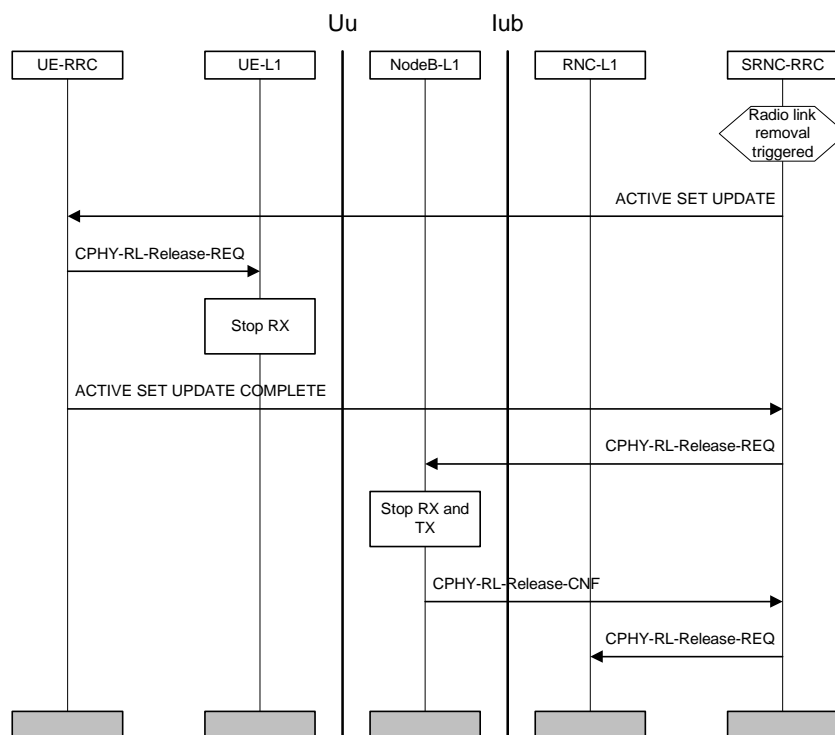 Uu
Iub
UE-RRC
UE-L1
NodeB-L1
RNC-L1
SRNC-RRC
Radio link
removal
triggered
ACTIVE SET UPDATE
CPHY-RL-Release-REQ
Stop RX
ACTIVE SET UPDATE COMPLETE
CPHY-RL-Release-REQ
Stop RX and
TX
CPHY-RL-Release-CNF
CPHY-RL-Release-REQ